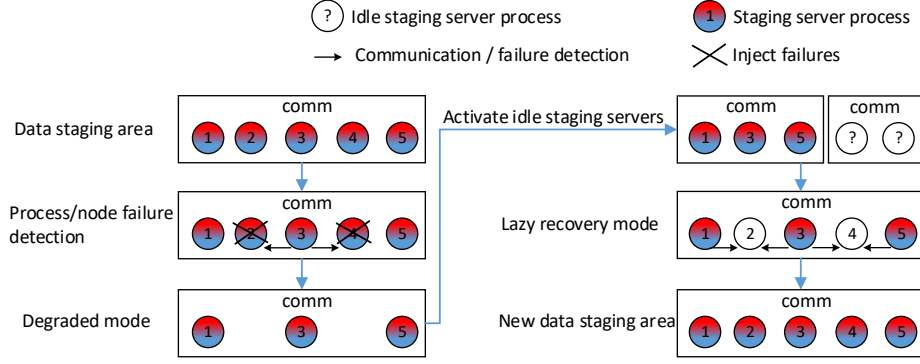 ? Idle staging server process
1 Staging server process
Communication / failure detection
Inject failures
Data staging area
comm
1 2 3 4 5
Process/node failure
detection
comm
1 2 3 4 5
Degraded mode
comm
1 3 5
Activate idle staging servers
comm
1 3 5
comm
? ?
Lazy recovery mode
comm
1 2 3 4 5
New data staging area
comm
1 2 3 4 5